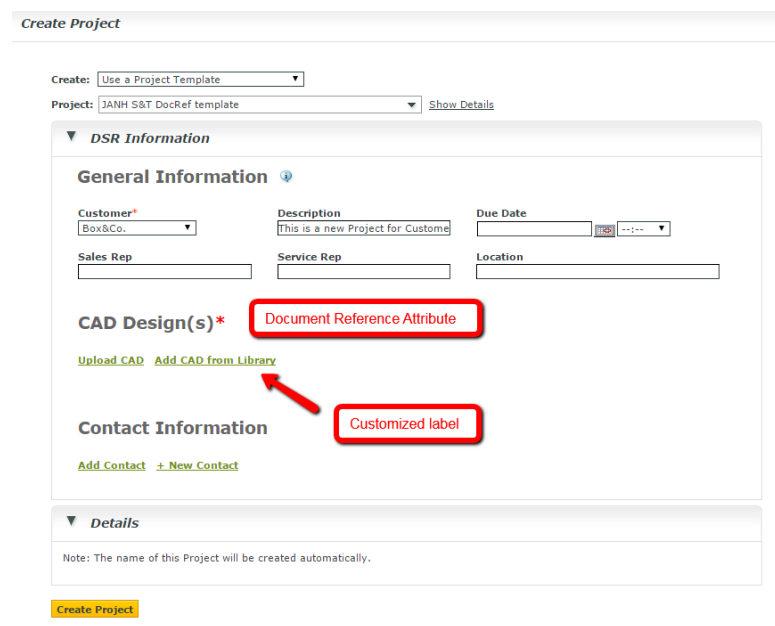 Create Project
Create: Use a Project Template
Project: JANH S&T DocRef template Show Details
DSR Information
General Information
Customer* Description Due Date
Box&Co. This is a new Project for Custome --:--
Sales Rep Service Rep Location
CAD Design(s)* Document Reference Attribute
Upload CAD Add CAD from Library
Customized label
Contact Information
Add Contact + New Contact
Details
Note: The name of this Project will be created automatically.
Create Project